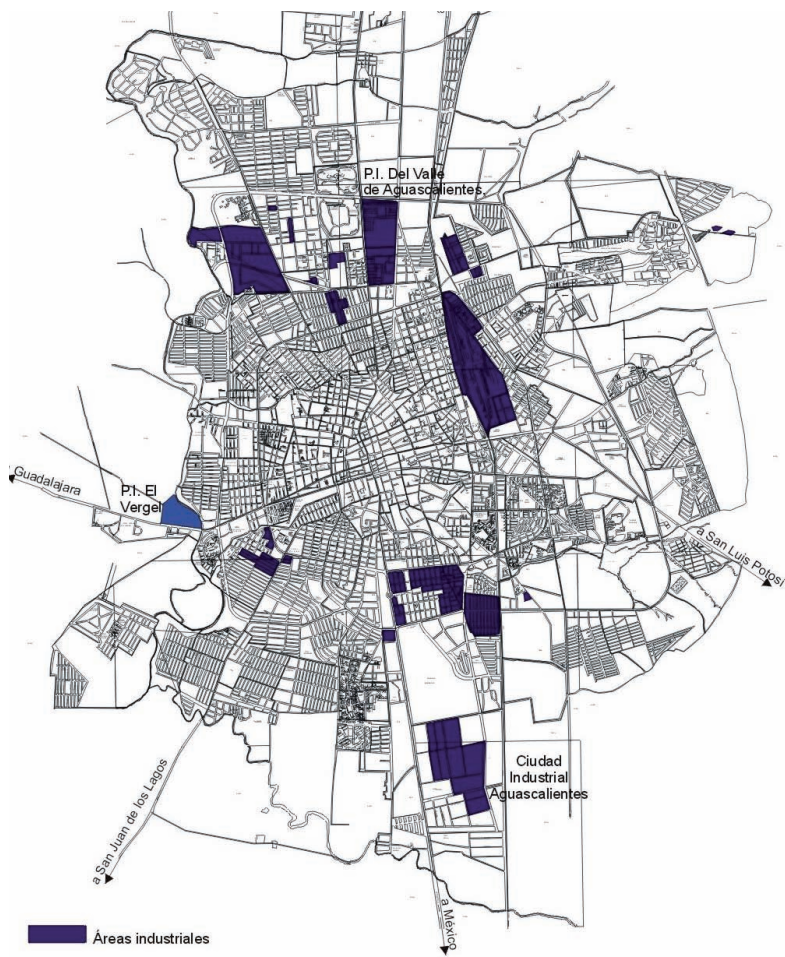 P.I. Del Valle
de Aguascalientes
Guadalajara
P.I. El
Vergel
á San Luis Potosí
Ciudad
Industrial
Aguascalientes
a San Juan de los Lagos
a México
Áreas industriales